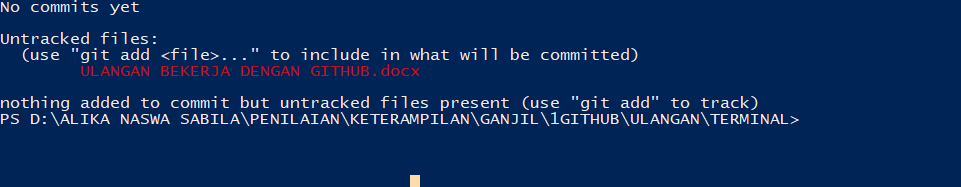 No commits yet
Untracked files:
(use "git add <file>..." to include in what will be committed)
ULANGAN BEKERJA DENGAN GITHUB.docx
nothing added to commit but untracked files present (use "git add" to track)
PS D:\ALIKA NASWA SABILA\PENILAIAN\KETERAMPILAN\GANJIL\1GITHUB\ULANGAN\TERMINAL>